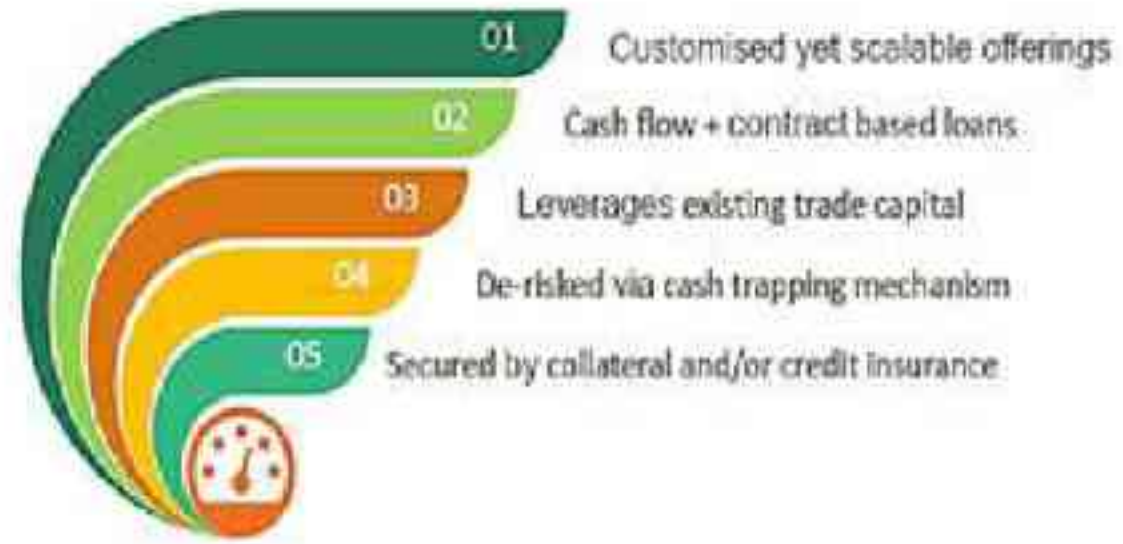 01 Customised yet scalable offerings
02 Cash flow + contract based loans
03 Leverages existing trade capital
04 De-risked via cash trapping mechanism
05 Secured by collateral and/or credit insurance